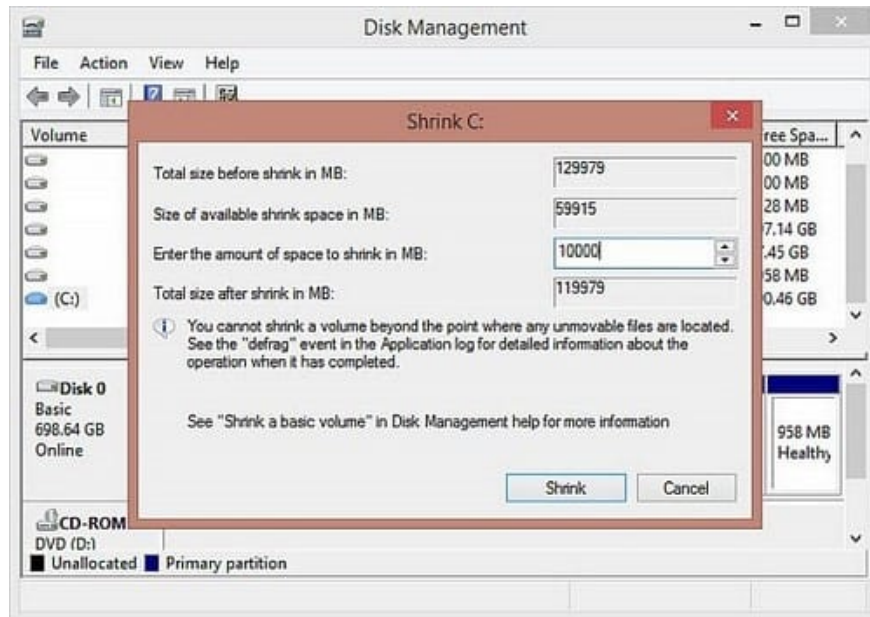 Disk Management
File Action View Help
Volume
ree Spa...
00 MB
00 MB
28 MB
7.14 GB
.45 GB
58 MB
(C:)
0.46 GB
Shrink C:
Total size before shrink in MB: 129979
Size of available shrink space in MB: 59915
Enter the amount of space to shrink in MB: 10000
Total size after shrink in MB: 119979
You cannot shrink a volume beyond the point where any unmovable files are located.
See the "defrag" event in the Application log for detailed information about the
operation when it has completed.
See "Shrink a basic volume" in Disk Management help for more information
Shrink Cancel
Disk 0
Basic
698.64 GB
Online
958 MB
Healthy
CD-ROM
DVD (D:)
Unallocated Primary partition